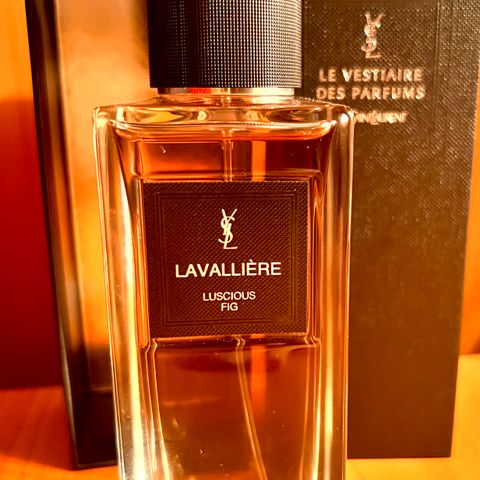 YSL
LE VESTIAIRE
DES PARFUMS
YSL
LAVALLIÈRE
LUSCIOUS
FIG